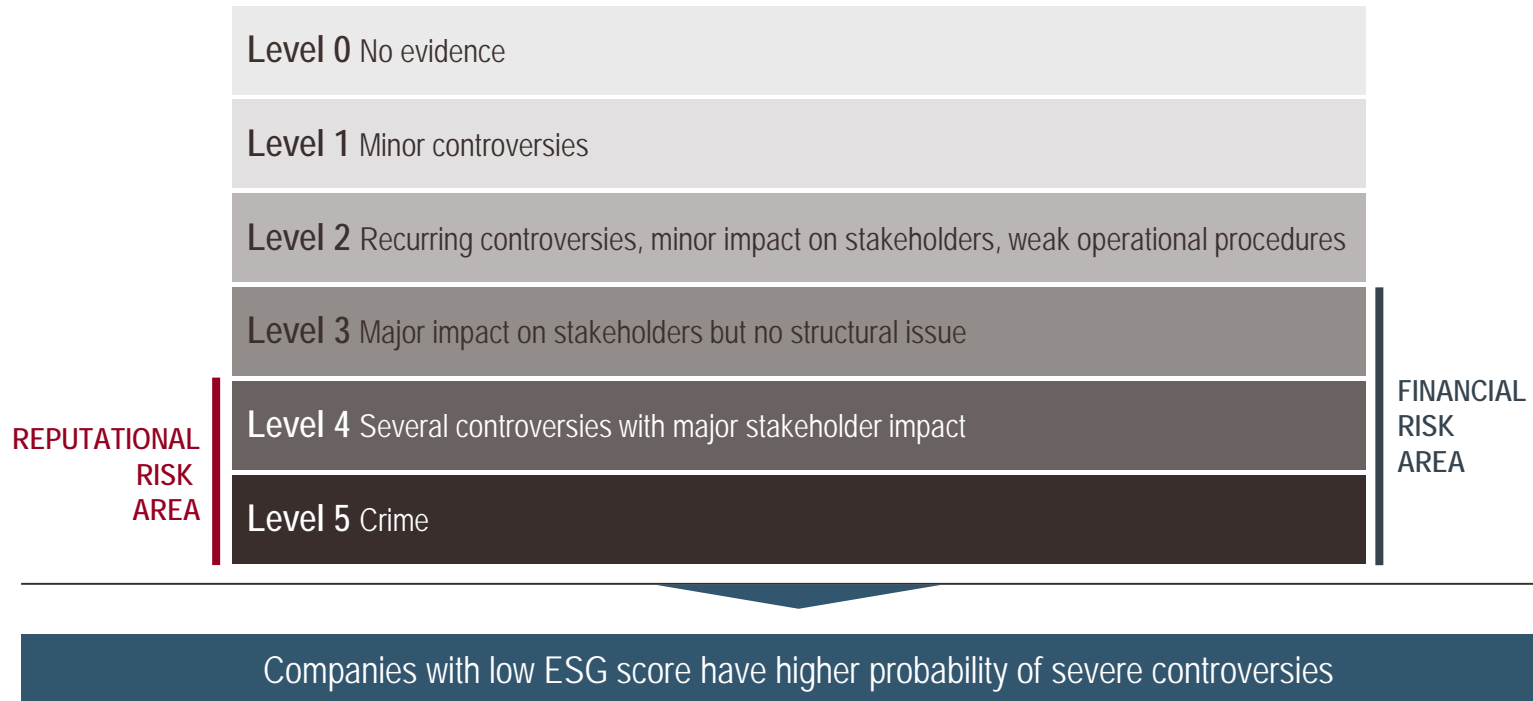 Level 0 No evidence
Level 1 Minor controversies
Level 2 Recurring controversies, minor impact on stakeholders, weak operational procedures
Level 3 Major impact on stakeholders but no structural issue
Level 4 Several controversies with major stakeholder impact
Level 5 Crime
REPUTATIONAL
RISK
AREA
FINANCIAL
RISK
AREA
Companies with low ESG score have higher probability of severe controversies